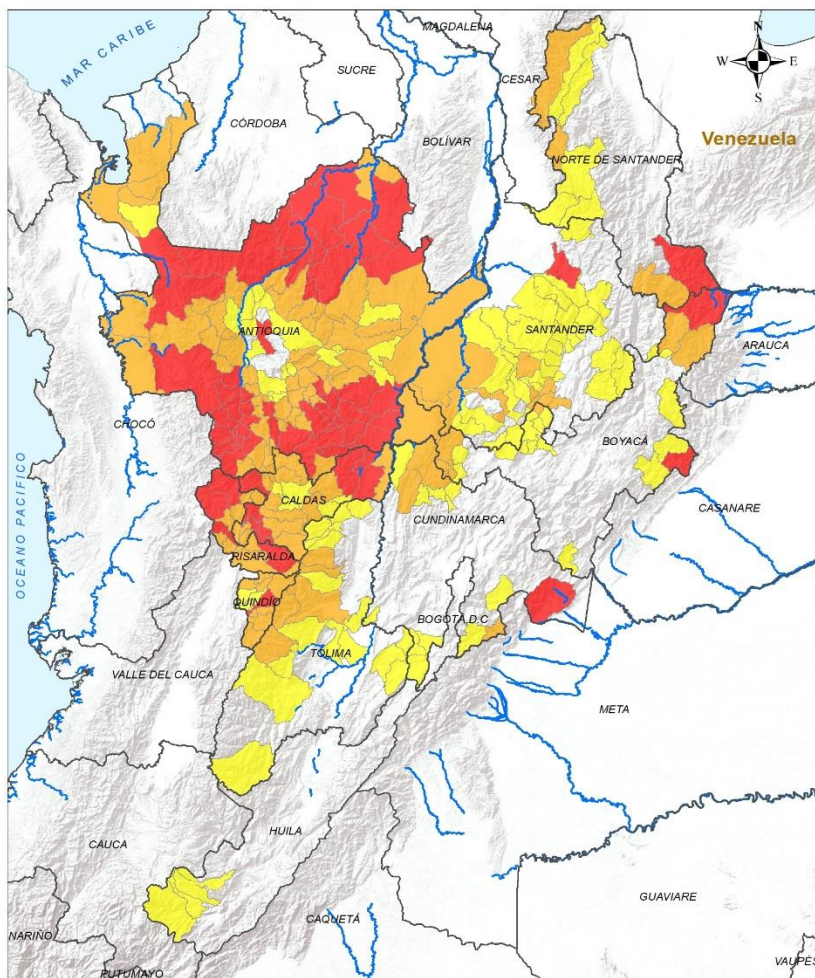 MAGDALENA
N
W E
S
MAR CARIBE
SUCRE
CESAR
CÓRDOBA
BOLÍVAR
Venezuela
NORTE DE SANTANDER
ANTIOQUIA
SANTANDER
ARAUCA
CHOCÓ
BOYACÁ
CALDAS
CASANARE
CUNDINAMARCA
RISARALDA
OCEANO PACIFICO
QUINDÍO
BOGOTÁ D.C
TOLIMA
VALLE DEL CAUCA
META
HUILA
CAUCA
GUAVIARE
CAQUETÁ
NARIÑO
PUTUMAYO
VAUPÉS